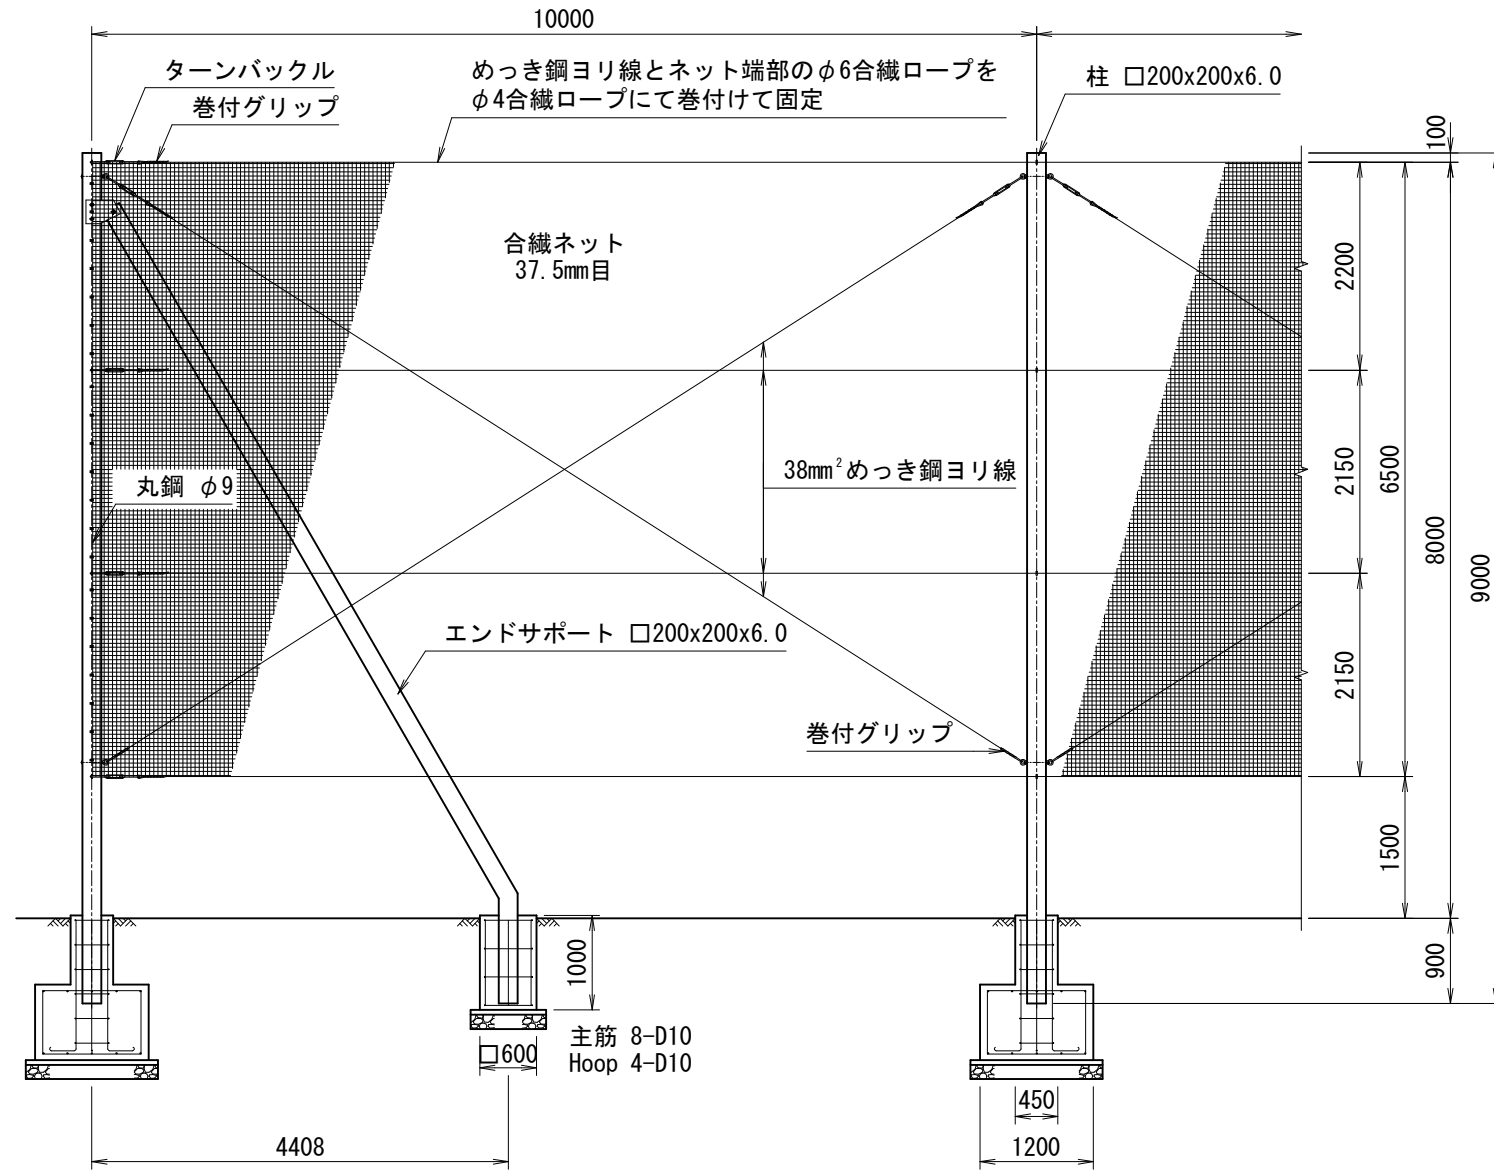 10000
ターンバックル
巻付グリップ
めっき鋼ヨリ線とネット端部のφ6合繊ロープを
φ4合繊ロープにて巻付けて固定
柱 □200x200x6.0
100
合繊ネット
37.5mm目
2200
丸鋼 φ9
38mm²めっき鋼ヨリ線
2150
6500
8000
9000
エンドサポート □200x200x6.0
2150
巻付グリップ
1500
1000
900
主筋 8-D10
Hoop 4-D10
□600
450
4408
1200